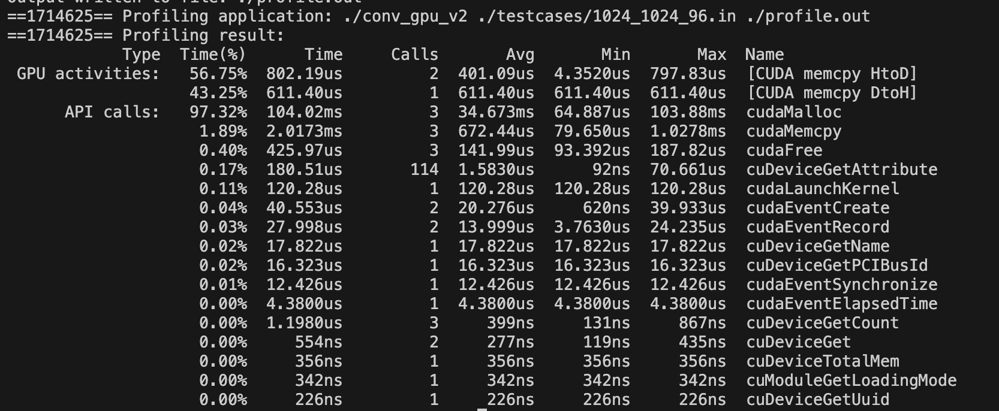 output written to file: ./profile.out
==1714625== Profiling application: ./conv_gpu_v2 ./testcases/1024_1024_96.in ./profile.out
==1714625== Profiling result:
Type Time(%) Time Calls Avg Min Max Name
GPU activities: 56.75% 802.19us 2 401.09us 4.3520us 797.83us [CUDA memcpy HtoD]
43.25% 611.40us 1 611.40us 611.40us 611.40us [CUDA memcpy DtoH]
API calls: 97.32% 104.02ms 3 34.673ms 64.887us 103.88ms cudaMalloc
1.89% 2.0173ms 3 672.44us 79.650us 1.0278ms cudaMemcpy
0.40% 425.97us 3 141.99us 93.392us 187.82us cudaFree
0.17% 180.51us 114 1.5830us 92ns 70.661us cuDeviceGetAttribute
0.11% 120.28us 1 120.28us 120.28us 120.28us cudaLaunchKernel
0.04% 40.553us 2 20.276us 620ns 39.933us cudaEventCreate
0.03% 27.998us 2 13.999us 3.7630us 24.235us cudaEventRecord
0.02% 17.822us 1 17.822us 17.822us 17.822us cuDeviceGetName
0.02% 16.323us 1 16.323us 16.323us 16.323us cuDeviceGetPCIBusId
0.01% 12.426us 1 12.426us 12.426us 12.426us cudaEventSynchronize
0.00% 4.3800us 1 4.3800us 4.3800us 4.3800us cudaEventElapsedTime
0.00% 1.1980us 3 399ns 131ns 867ns cuDeviceGetCount
0.00% 554ns 2 277ns 119ns 435ns cuDeviceGet
0.00% 356ns 1 356ns 356ns 356ns cuDeviceTotalMem
0.00% 342ns 1 342ns 342ns 342ns cuModuleGetLoadingMode
0.00% 226ns 1 226ns 226ns 226ns cuDeviceGetUuid